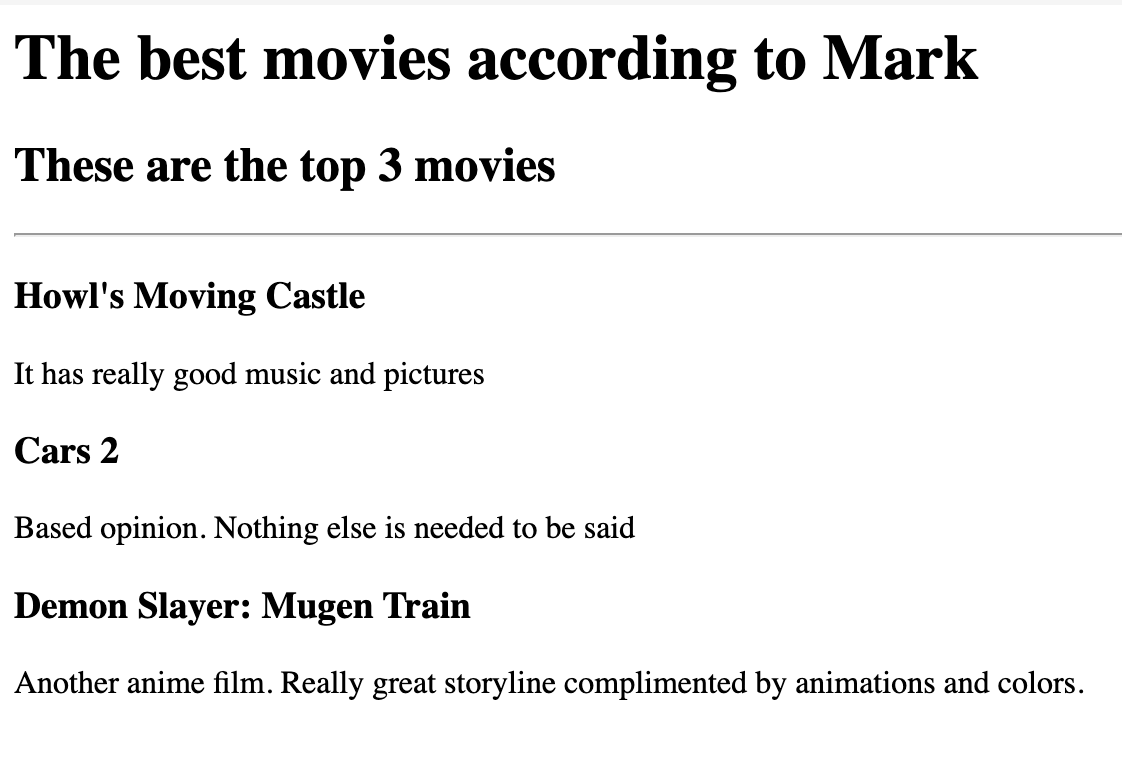 The best movies according to Mark
These are the top 3 movies
Howl's Moving Castle
It has really good music and pictures
Cars 2
Based opinion. Nothing else is needed to be said
Demon Slayer: Mugen Train
Another anime film. Really great storyline complimented by animations and colors.